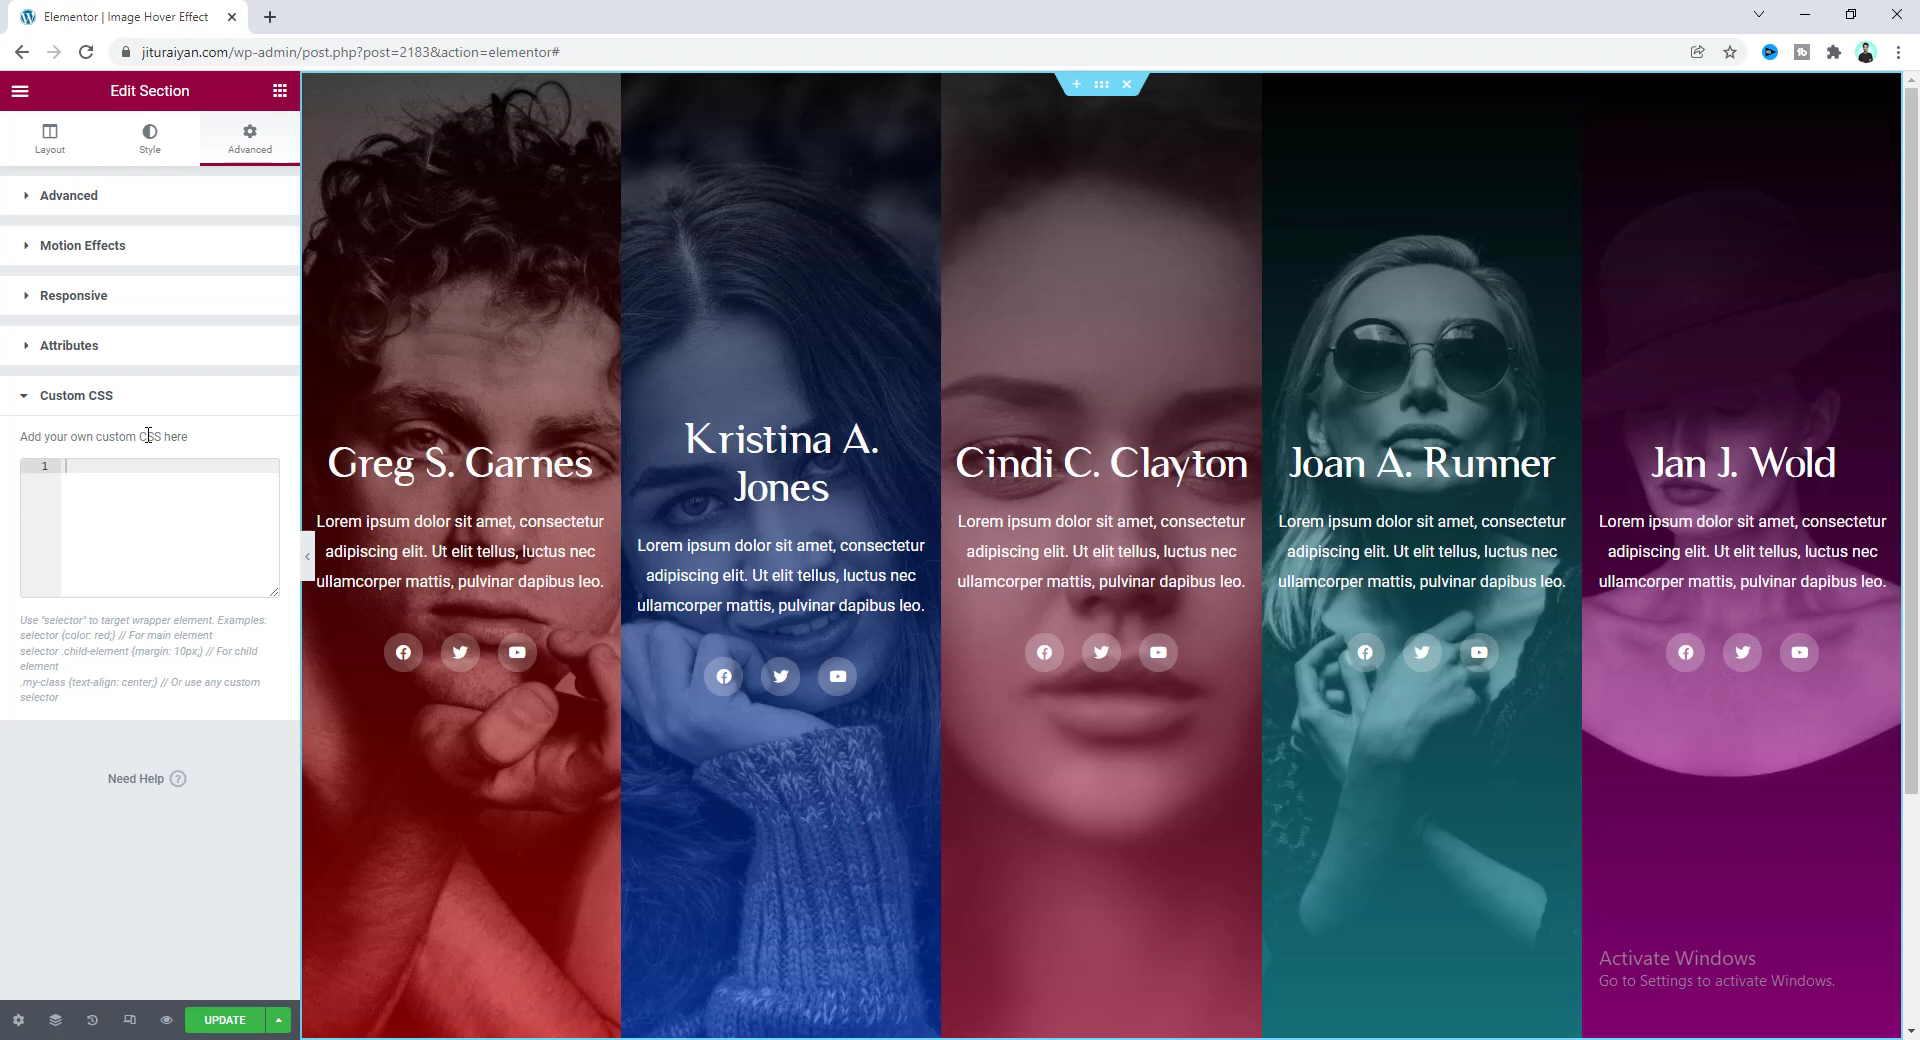 Elementor | Image Hover Effect
jituraiyan.com/wp-admin/post.php?post=2183&action=elementor#
Edit Section
Layout
Style
Advanced
Advanced
Motion Effects
Responsive
Attributes
Custom CSS
Add your own custom CSS here
1
Use "selector" to target wrapper element. Examples:
selector {color: red;} // For main element
selector .child-element {margin: 10px;} // For child
element
.my-class {text-align: center;} // Or use any custom
selector
Need Help ?
UPDATE
Greg S. Garnes
Lorem ipsum dolor sit amet, consectetur
adipiscing elit. Ut elit tellus, luctus nec
ullamcorper mattis, pulvinar dapibus leo.
Kristina A.
Jones
Lorem ipsum dolor sit amet, consectetur
adipiscing elit. Ut elit tellus, luctus nec
ullamcorper mattis, pulvinar dapibus leo.
Cindi C. Clayton
Lorem ipsum dolor sit amet, consectetur
adipiscing elit. Ut elit tellus, luctus nec
ullamcorper mattis, pulvinar dapibus leo.
Joan A. Runner
Lorem ipsum dolor sit amet, consectetur
adipiscing elit. Ut elit tellus, luctus nec
ullamcorper mattis, pulvinar dapibus leo.
Jan J. Wold
Lorem ipsum dolor sit amet, consectetur
adipiscing elit. Ut elit tellus, luctus nec
ullamcorper mattis, pulvinar dapibus leo.
Activate Windows
Go to Settings to activate Windows.